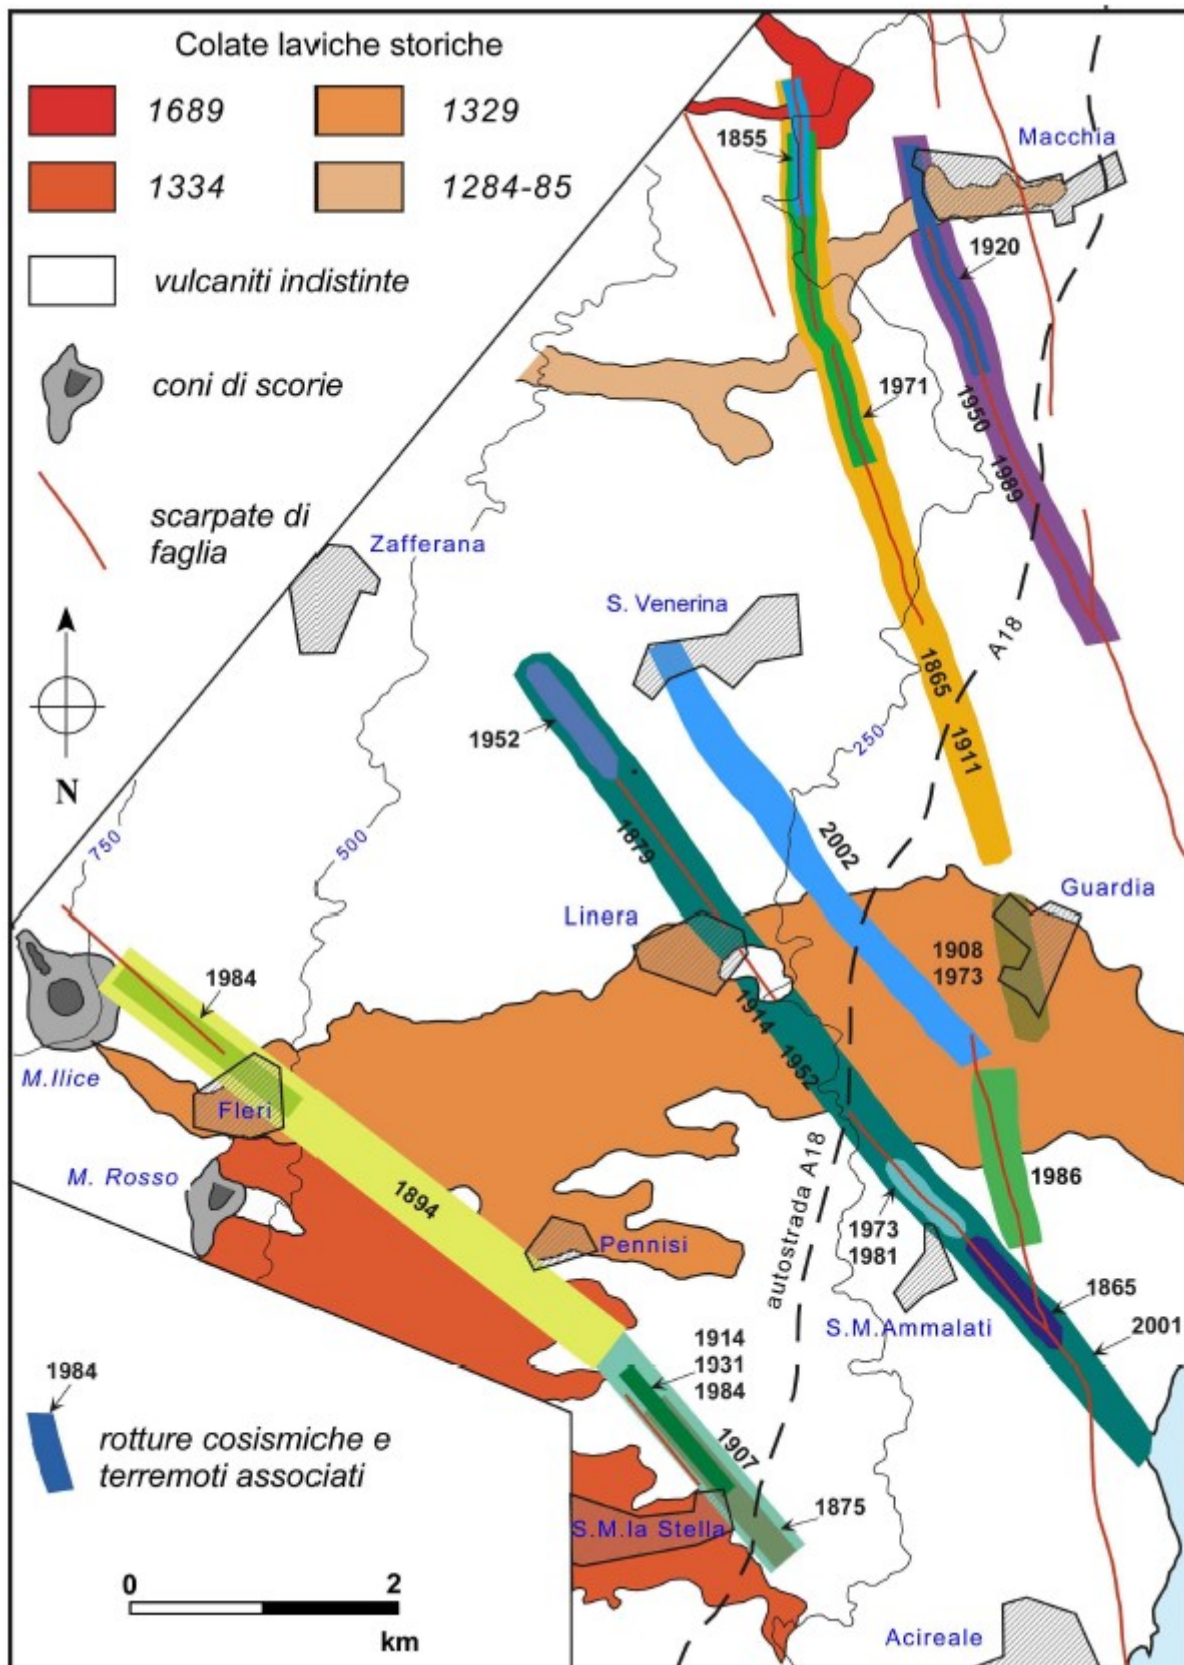 Colate laviche storiche
1689
1329
1334
1284-85
vulcaniti indistinte
coni di scorie
scarpate di
faglia
N
1984
rotture cosismiche e
terremoti associati
0
2
km
1855
Macchia
1920
1971
1950
1989
Zafferana
S. Venerina
A18
1865
1911
250
1952
750
500
1879
2002
Linera
Guardia
1908
1973
1984
1914
1952
M.Ilice
Fleri
M. Rosso
1894
Pennisi
autostrada A18
1986
1973
1981
1865
2001
S.M.Ammalati
1914
1931
1984
1907
1875
S.M.la Stella
Acireale